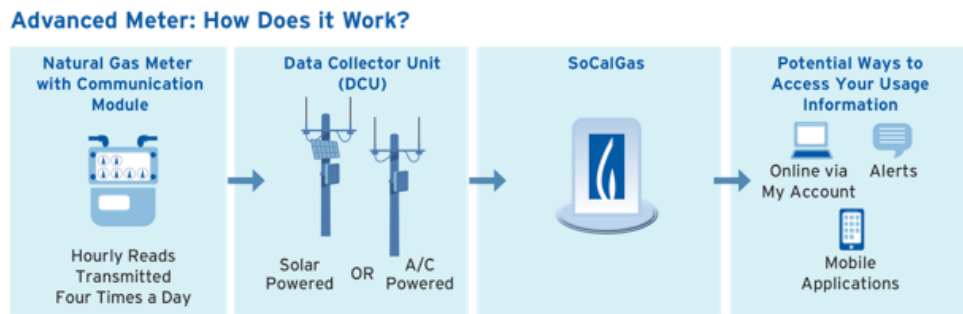 Advanced Meter: How Does it Work?
Natural Gas Meter
with Communication
Module
Hourly Reads
Transmitted
Four Times a Day
Data Collector Unit
(DCU)
Solar
Powered
OR
A/C
Powered
SoCalGas
Potential Ways to
Access Your Usage
Information
Online via
My Account
Alerts
Mobile
Applications